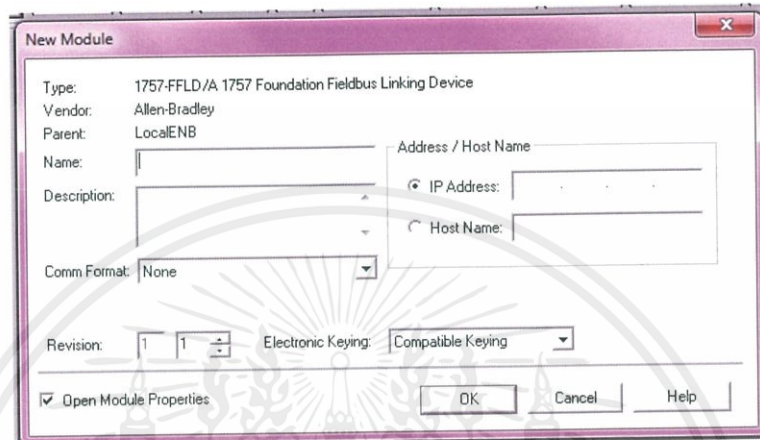 New Module
Type: 1757-FFLD/A 1757 Foundation Fieldbus Linking Device
Vendor: Allen-Bradley
Parent: LocalENB
Name:
Address / Host Name
IP Address:
Description:
Host Name:
Comm Format: None
Revision: 1 1 Electronic Keying: Compatible Keying
Open Module Properties OK Cancel Help